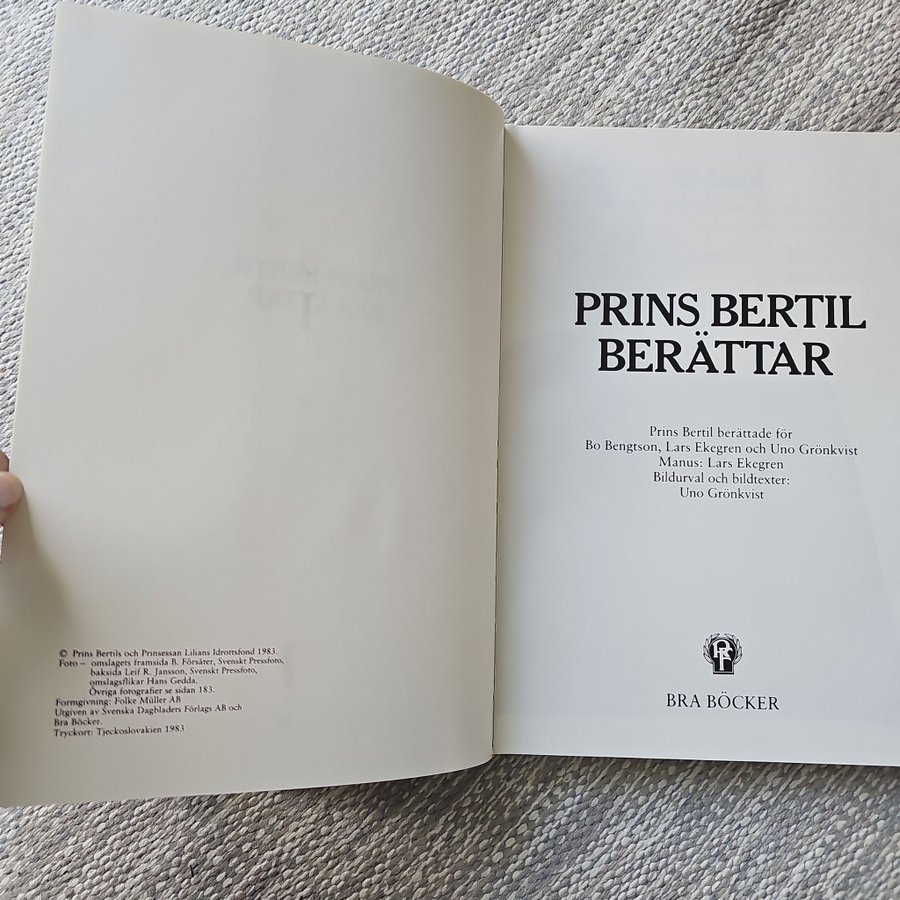 © Prins Bertils och Prinsessan Lilians Idrottsfond 1983.
Foto – omslagets framsida B. Försäter, Svenskt Pressfoto,
baksida Leif R. Jansson, Svenskt Pressfoto,
omslagsflikar Hans Gedda.
Övriga fotografier se sidan 183.
Formgivning: Folke Müller AB
Utgiven av Svenska Dagbladets Förlags AB och
Bra Böcker.
Tryckort: Tjeckoslovakien 1983
PRINS BERTIL
BERÄTTAR
Prins Bertil berättade för
Bo Bengtson, Lars Ekegren och Uno Grönkvist
Manus: Lars Ekegren
Bildurval och bildtexter:
Uno Grönkvist
BRA BÖCKER